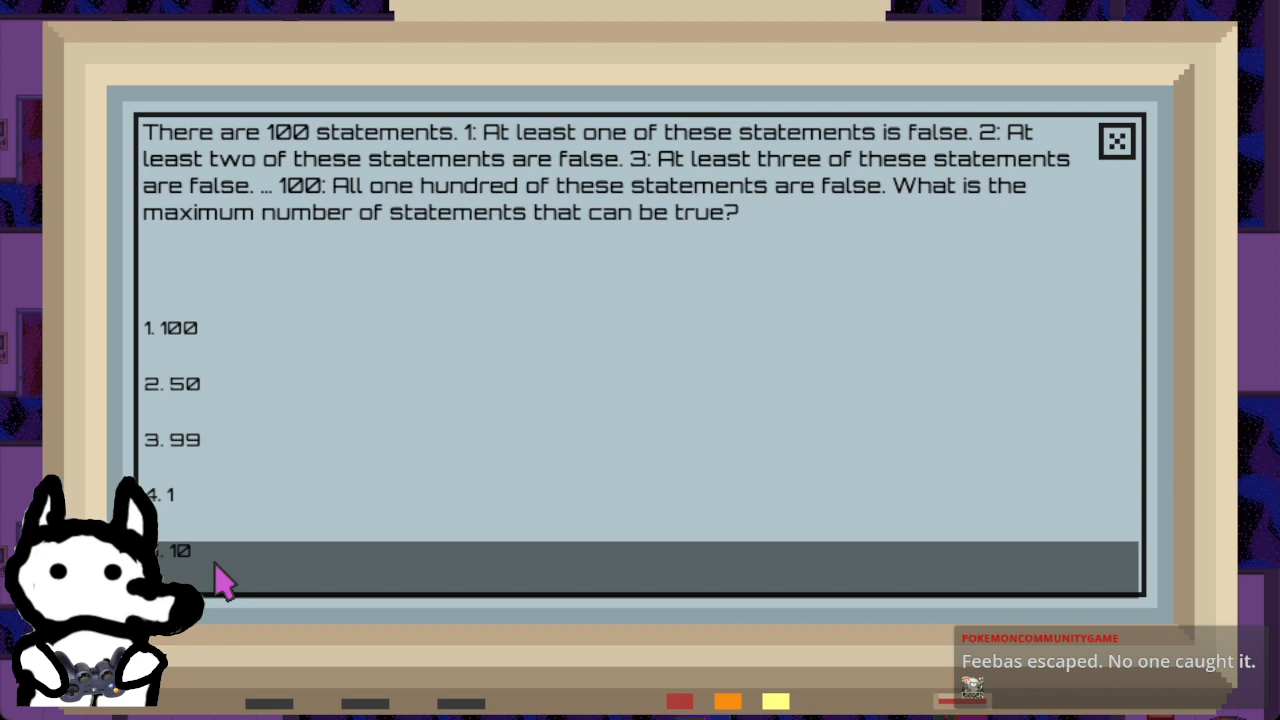 There are 100 statements. 1: At least one of these statements is false. 2: At
least two of these statements are false. 3: At least three of these statements
are false. ... 100: All one hundred of these statements are false. What is the
maximum number of statements that can be true?
1. 100
2. 50
3. 99
4. 1
. 10
POKEMONCOMMUNITYGAME
Feebas escaped. No one caught it.